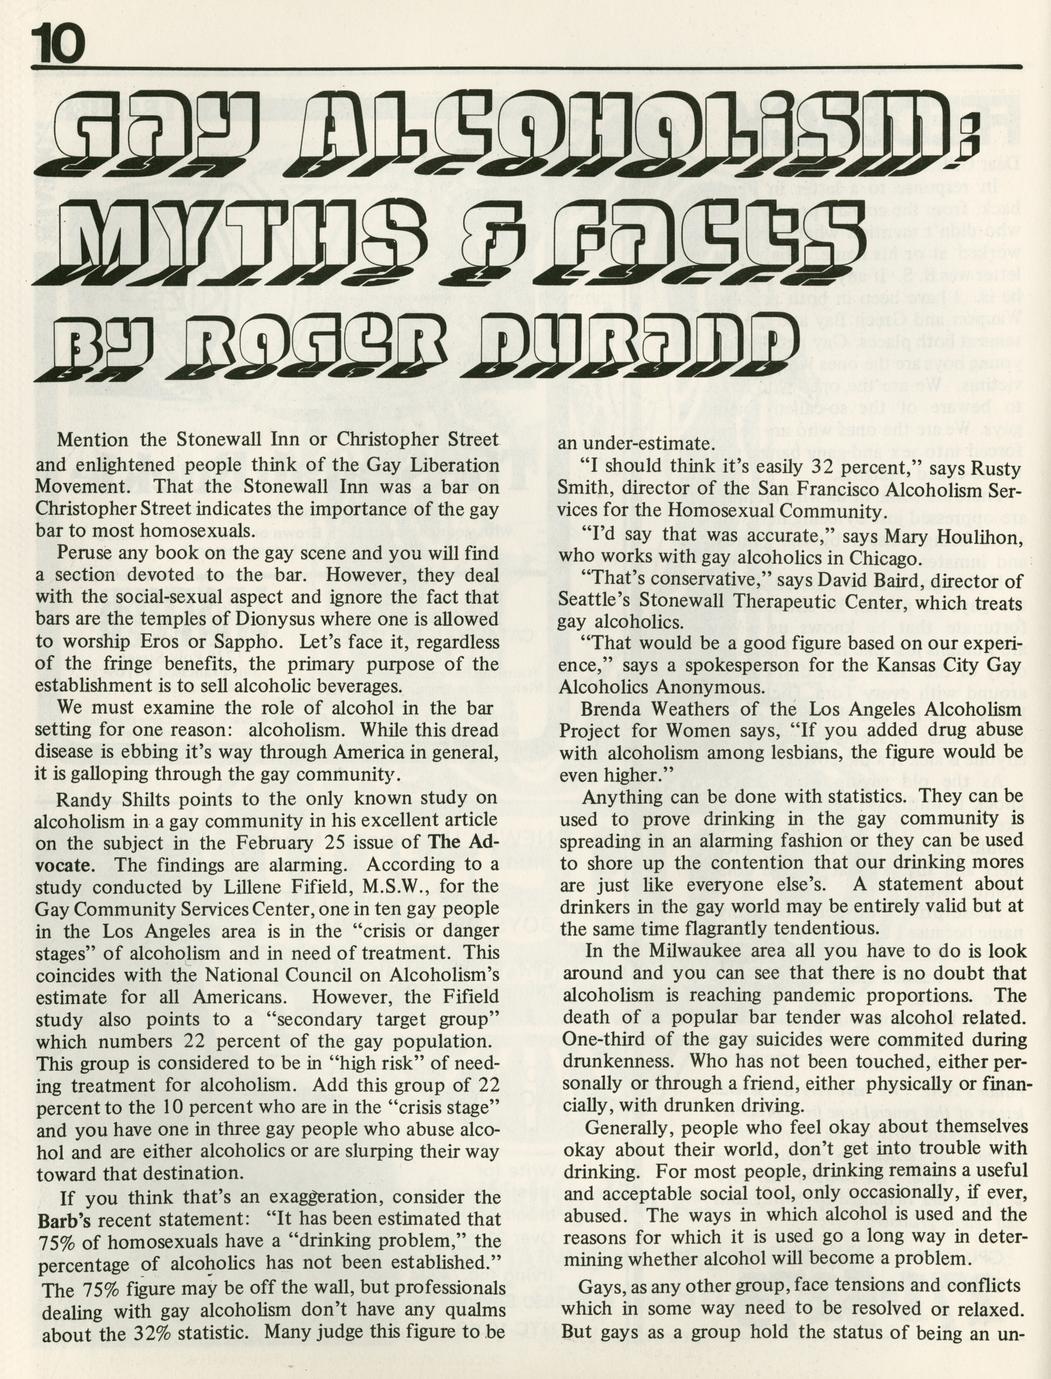 10
GAY ALCOHOLISM:
MYTHS & FACTS
BY ROGER DURAND
Mention the Stonewall Inn or Christopher Street
and enlightened people think of the Gay Liberation
Movement. That the Stonewall Inn was a bar on
Christopher Street indicates the importance of the gay
bar to most homosexuals.
Peruse any book on the gay scene and you will find
a section devoted to the bar. However, they deal
with the social-sexual aspect and ignore the fact that
bars are the temples of Dionysus where one is allowed
to worship Eros or Sappho. Let's face it, regardless
of the fringe benefits, the primary purpose of the
establishment is to sell alcoholic beverages.
We must examine the role of alcohol in the bar
setting for one reason: alcoholism. While this dread
disease is ebbing it's way through America in general,
it is galloping through the gay community.
Randy Shilts points to the only known study on
alcoholism in a gay community in his excellent article
on the subject in the February 25 issue of The Ad-
vocate. The findings are alarming. According to a
study conducted by Lillene Fifield, M.S.W., for the
Gay Community Services Center, one in ten gay people
in the Los Angeles area is in the "crisis or danger
stages" of alcoholism and in need of treatment. This
coincides with the National Council on Alcoholism's
estimate for all Americans. However, the Fifield
study also points to a "secondary target group"
which numbers 22 percent of the gay population.
This group is considered to be in "high risk" of need-
ing treatment for alcoholism. Add this group of 22
percent to the 10 percent who are in the "crisis stage"
and you have one in three gay people who abuse alco-
hol and are either alcoholics or are slurping their way
toward that destination.
If you think that's an exaggeration, consider the
Barb's recent statement: "It has been estimated that
75% of homosexuals have a "drinking problem," the
percentage of alcoholics has not been established."
The 75% figure may be off the wall, but professionals
dealing with gay alcoholism don't have any qualms
about the 32% statistic. Many judge this figure to be
an under-estimate.
"I should think it's easily 32 percent," says Rusty
Smith, director of the San Francisco Alcoholism Ser-
vices for the Homosexual Community.
"I'd say that was accurate," says Mary Houlihon,
who works with gay alcoholics in Chicago.
"That's conservative," says David Baird, director of
Seattle's Stonewall Therapeutic Center, which treats
gay alcoholics.
"That would be a good figure based on our experi-
ence," says a spokesperson for the Kansas City Gay
Alcoholics Anonymous.
Brenda Weathers of the Los Angeles Alcoholism
Project for Women says, "If you added drug abuse
with alcoholism among lesbians, the figure would be
even higher."
Anything can be done with statistics. They can be
used to prove drinking in the gay community is
spreading in an alarming fashion or they can be used
to shore up the contention that our drinking mores
are just like everyone else's. A statement about
drinkers in the gay world may be entirely valid but at
the same time flagrantly tendentious.
In the Milwaukee area all you have to do is look
around and you can see that there is no doubt that
alcoholism is reaching pandemic proportions. The
death of a popular bar tender was alcohol related.
One-third of the gay suicides were commited during
drunkenness. Who has not been touched, either per-
sonally or through a friend, either physically or finan-
cially, with drunken driving.
Generally, people who feel okay about themselves
okay about their world, don't get into trouble with
drinking. For most people, drinking remains a useful
and acceptable social tool, only occasionally, if ever,
abused. The ways in which alcohol is used and the
reasons for which it is used go a long way in deter-
mining whether alcohol will become a problem.
Gays, as any other group, face tensions and conflicts
which in some way need to be resolved or relaxed.
But gays as a group hold the status of being an un-